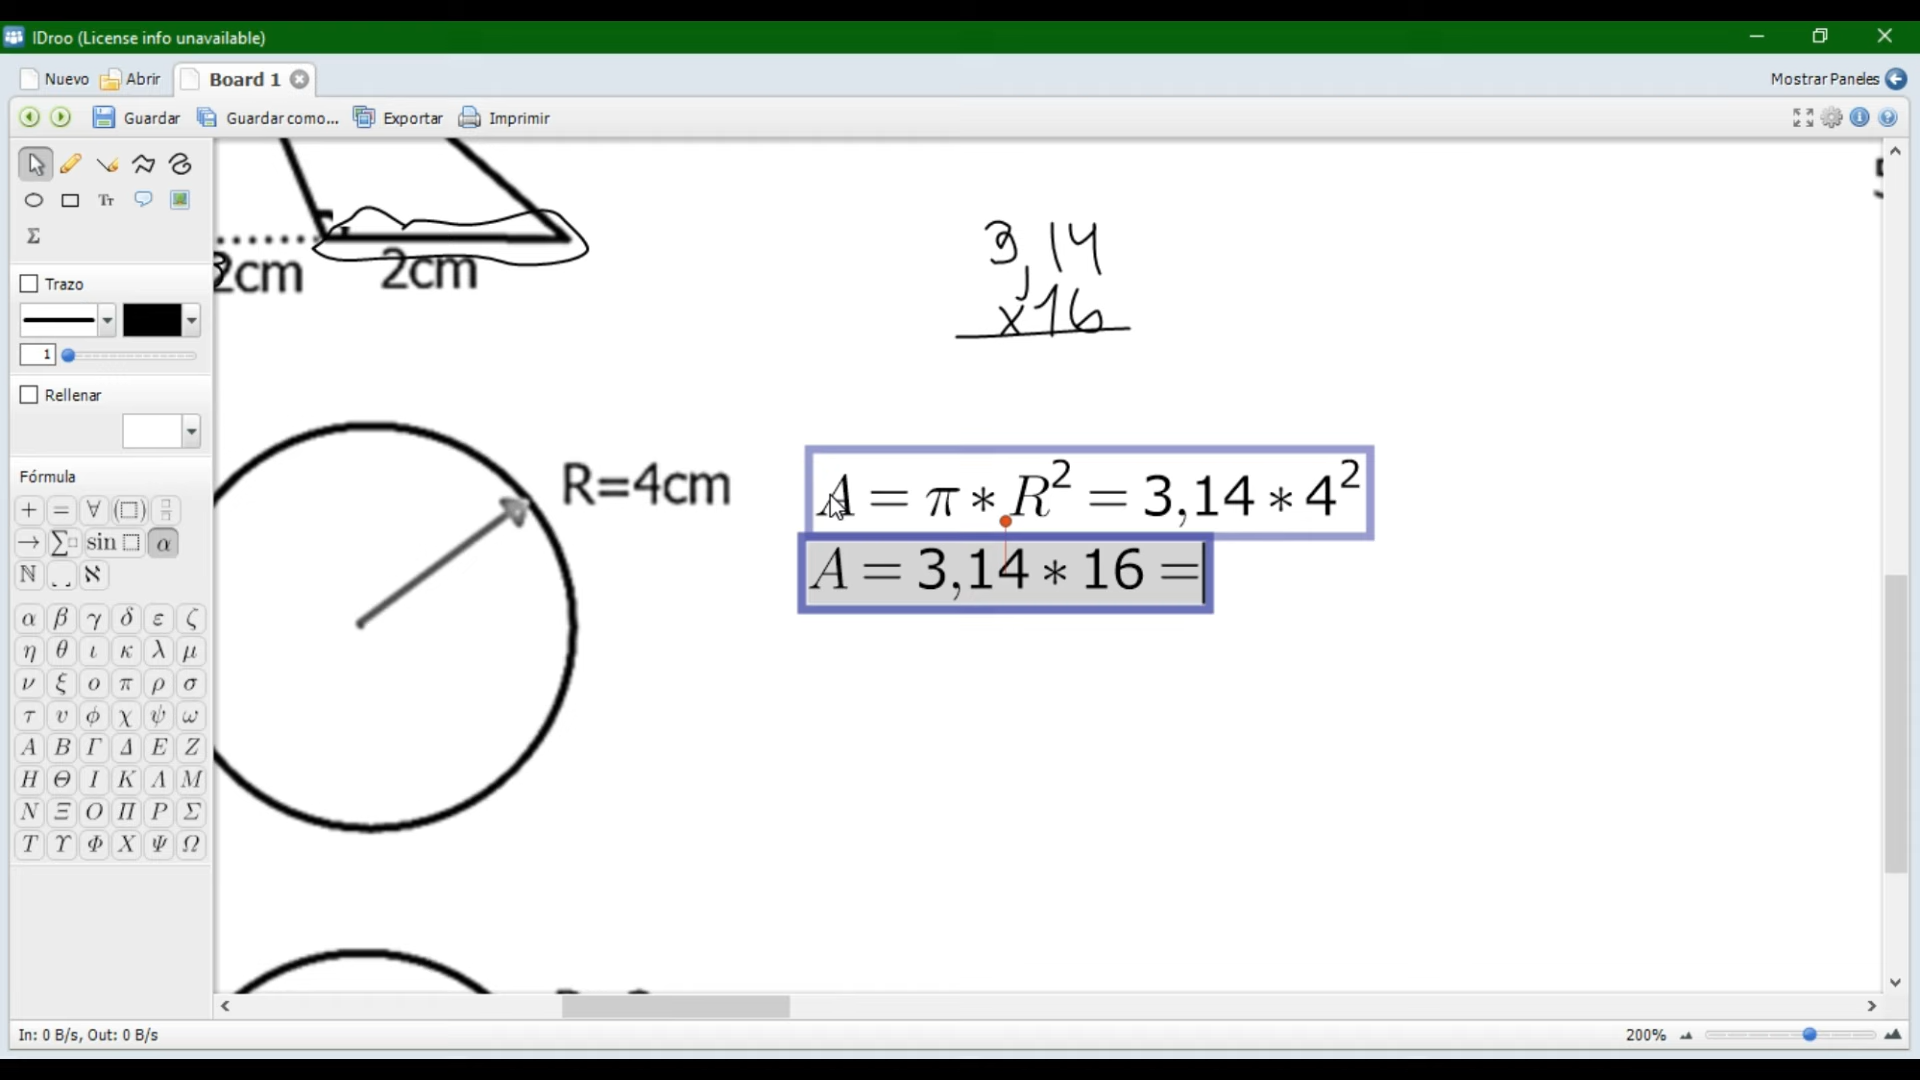 IDroo (License info unavailable)
Nuevo Abrir Board 1 Mostrar Paneles
Guardar Guardar como... Exportar Imprimir
Tт
Σ
Trazo
1
Rellenar
Fórmula
+ = ∀ (□)
→ Σ□ sin □ α
ℕ ℵ
α β γ δ ε ζ
η θ ι κ λ μ
ν ξ ο π ρ σ
τ υ ϕ χ ψ ω
Α Β Γ Δ Ε Ζ
Η Θ Ι Κ Λ Μ
Ν Ξ Ο Π Ρ Σ
Τ ϒ Φ Χ Ψ Ω
2cm 2cm
3,14
x16
R=4cm
A = π * R² = 3,14 * 4²
A = 3,14 * 16 =
In: 0 B/s, Out: 0 B/s 200%